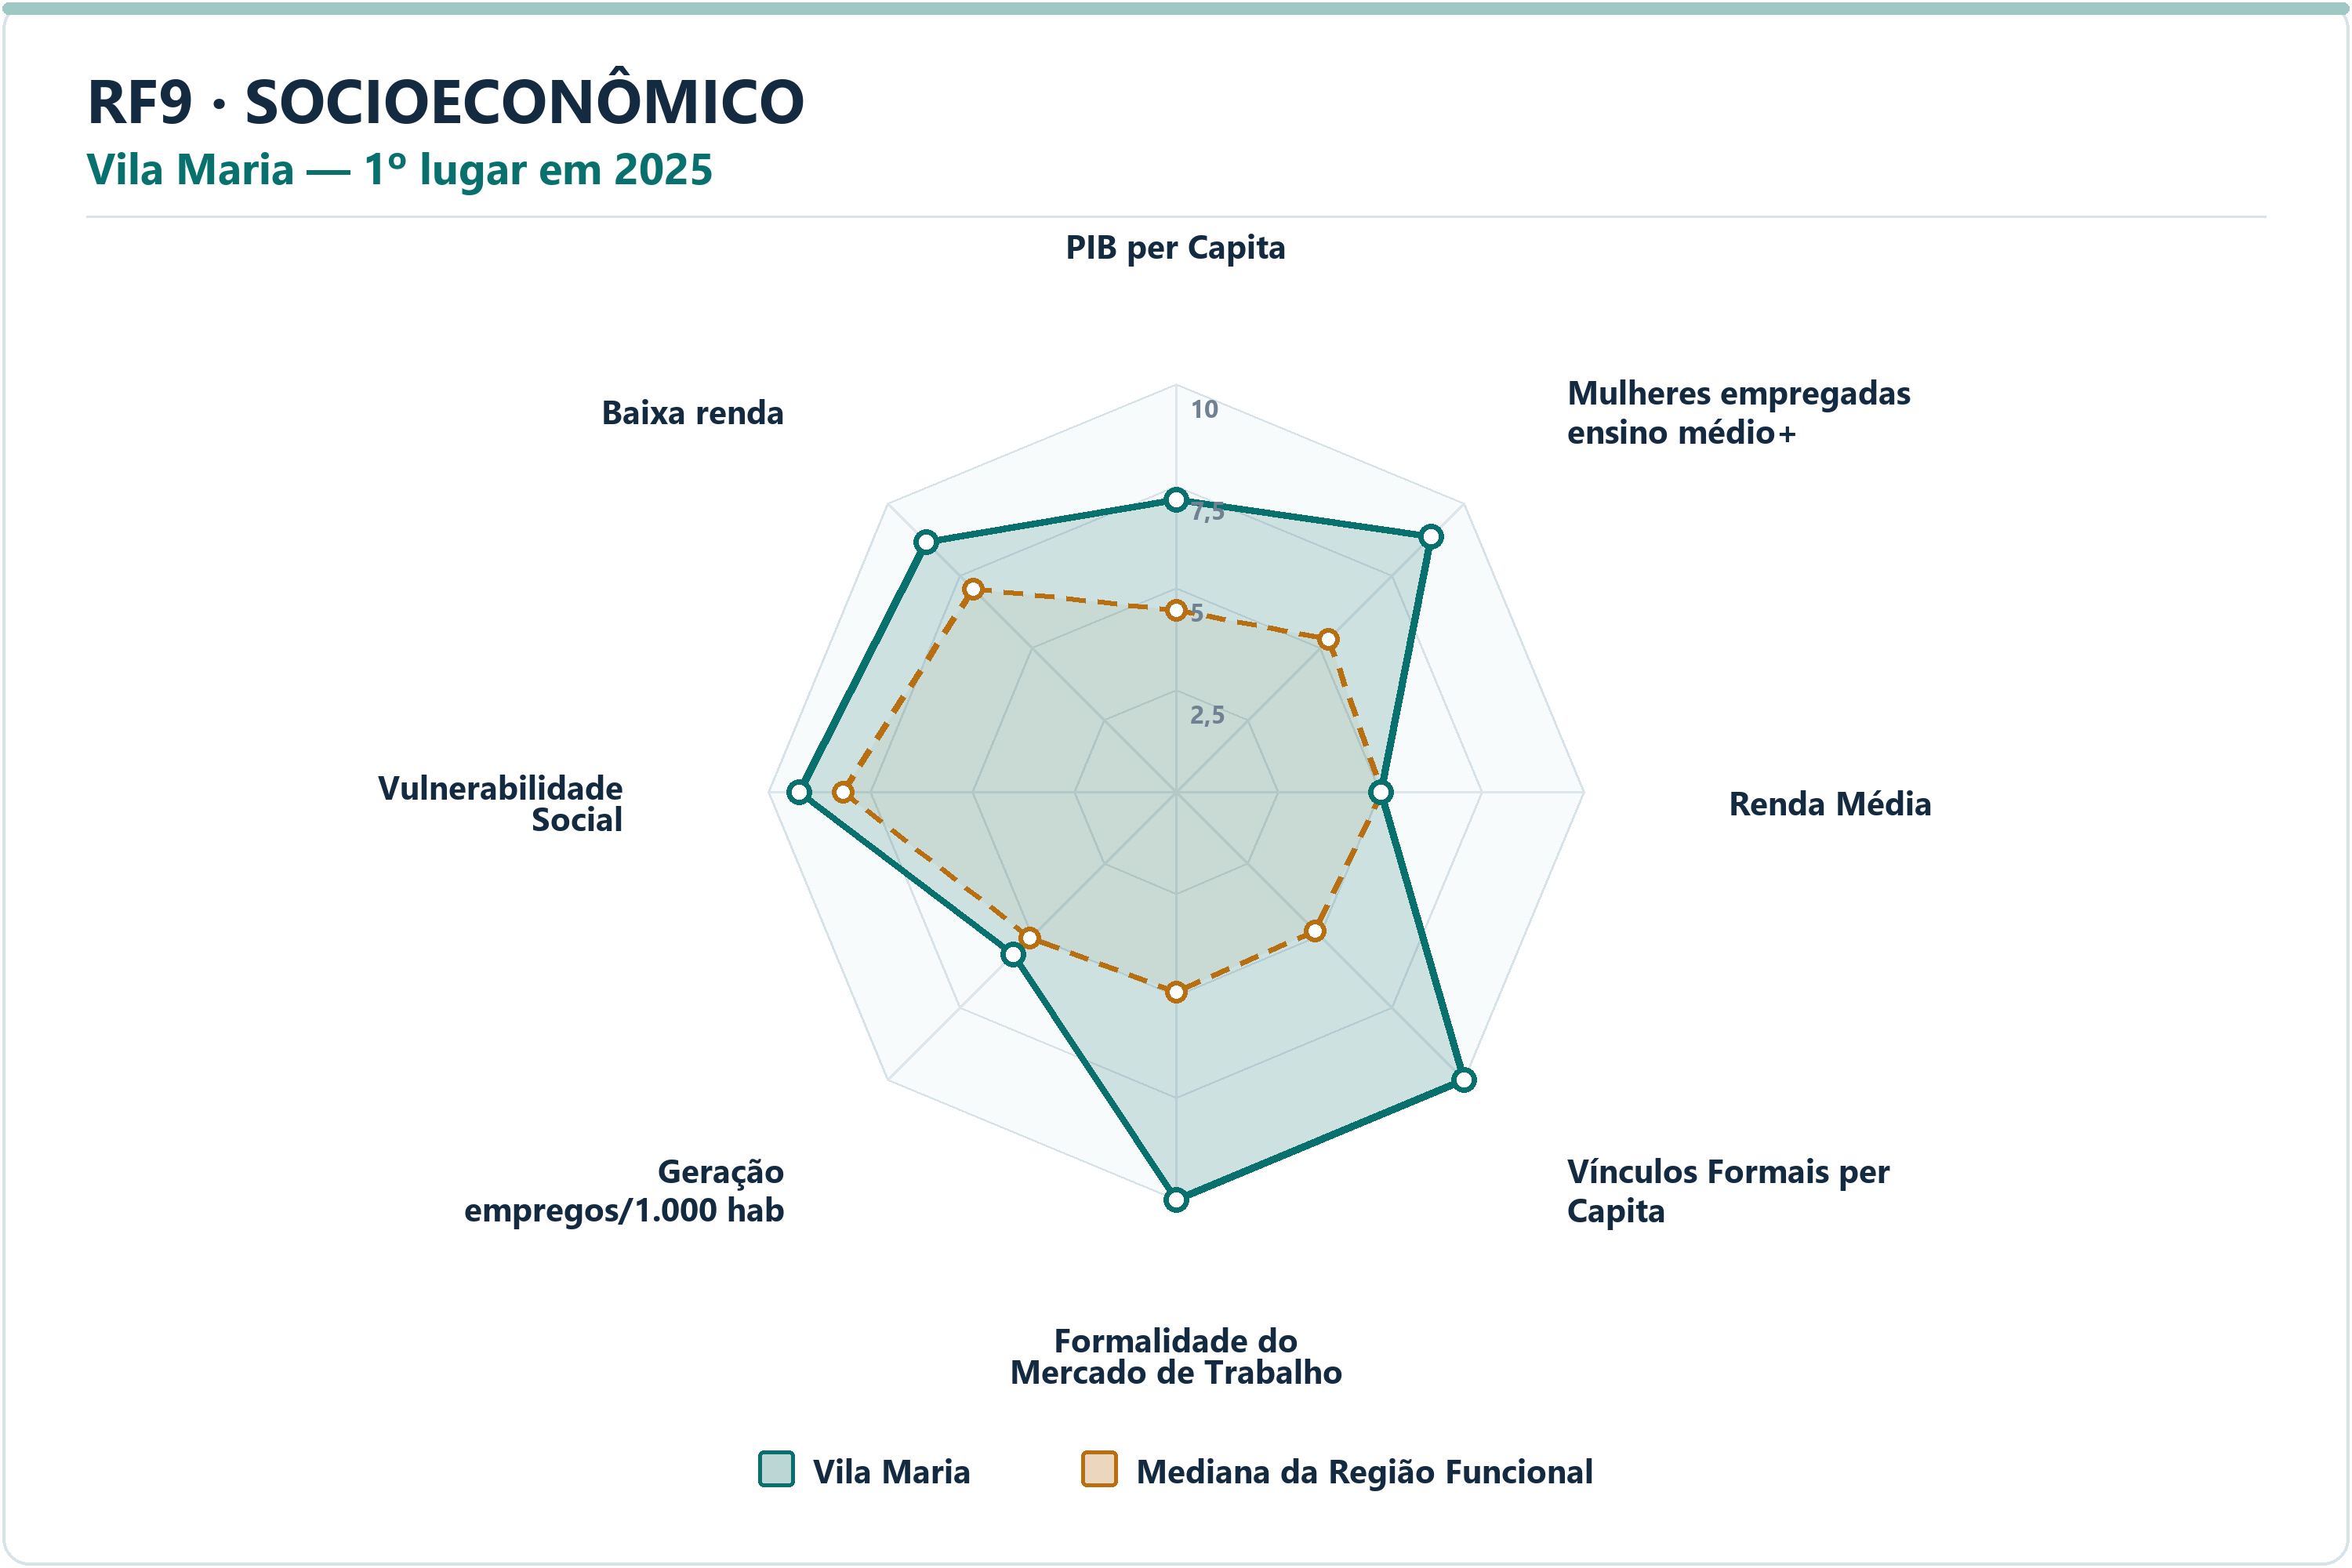 RF9 · SOCIOECONÔMICO
Vila Maria — 1º lugar em 2025
PIB per Capita
Mulheres empregadas
ensino médio+
Baixa renda
10
7,5
5
2,5
Vulnerabilidade
Social
Renda Média
Geração
empregos/1.000 hab
Vínculos Formais per
Capita
Formalidade do
Mercado de Trabalho
Vila Maria
Mediana da Região Funcional